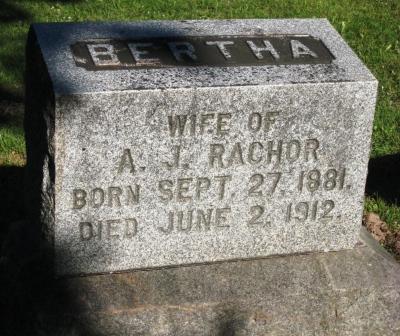 BERTHA
WIFE OF
A. J. RACHOR
BORN SEPT. 27, 1881.
DIED JUNE 2, 1912.